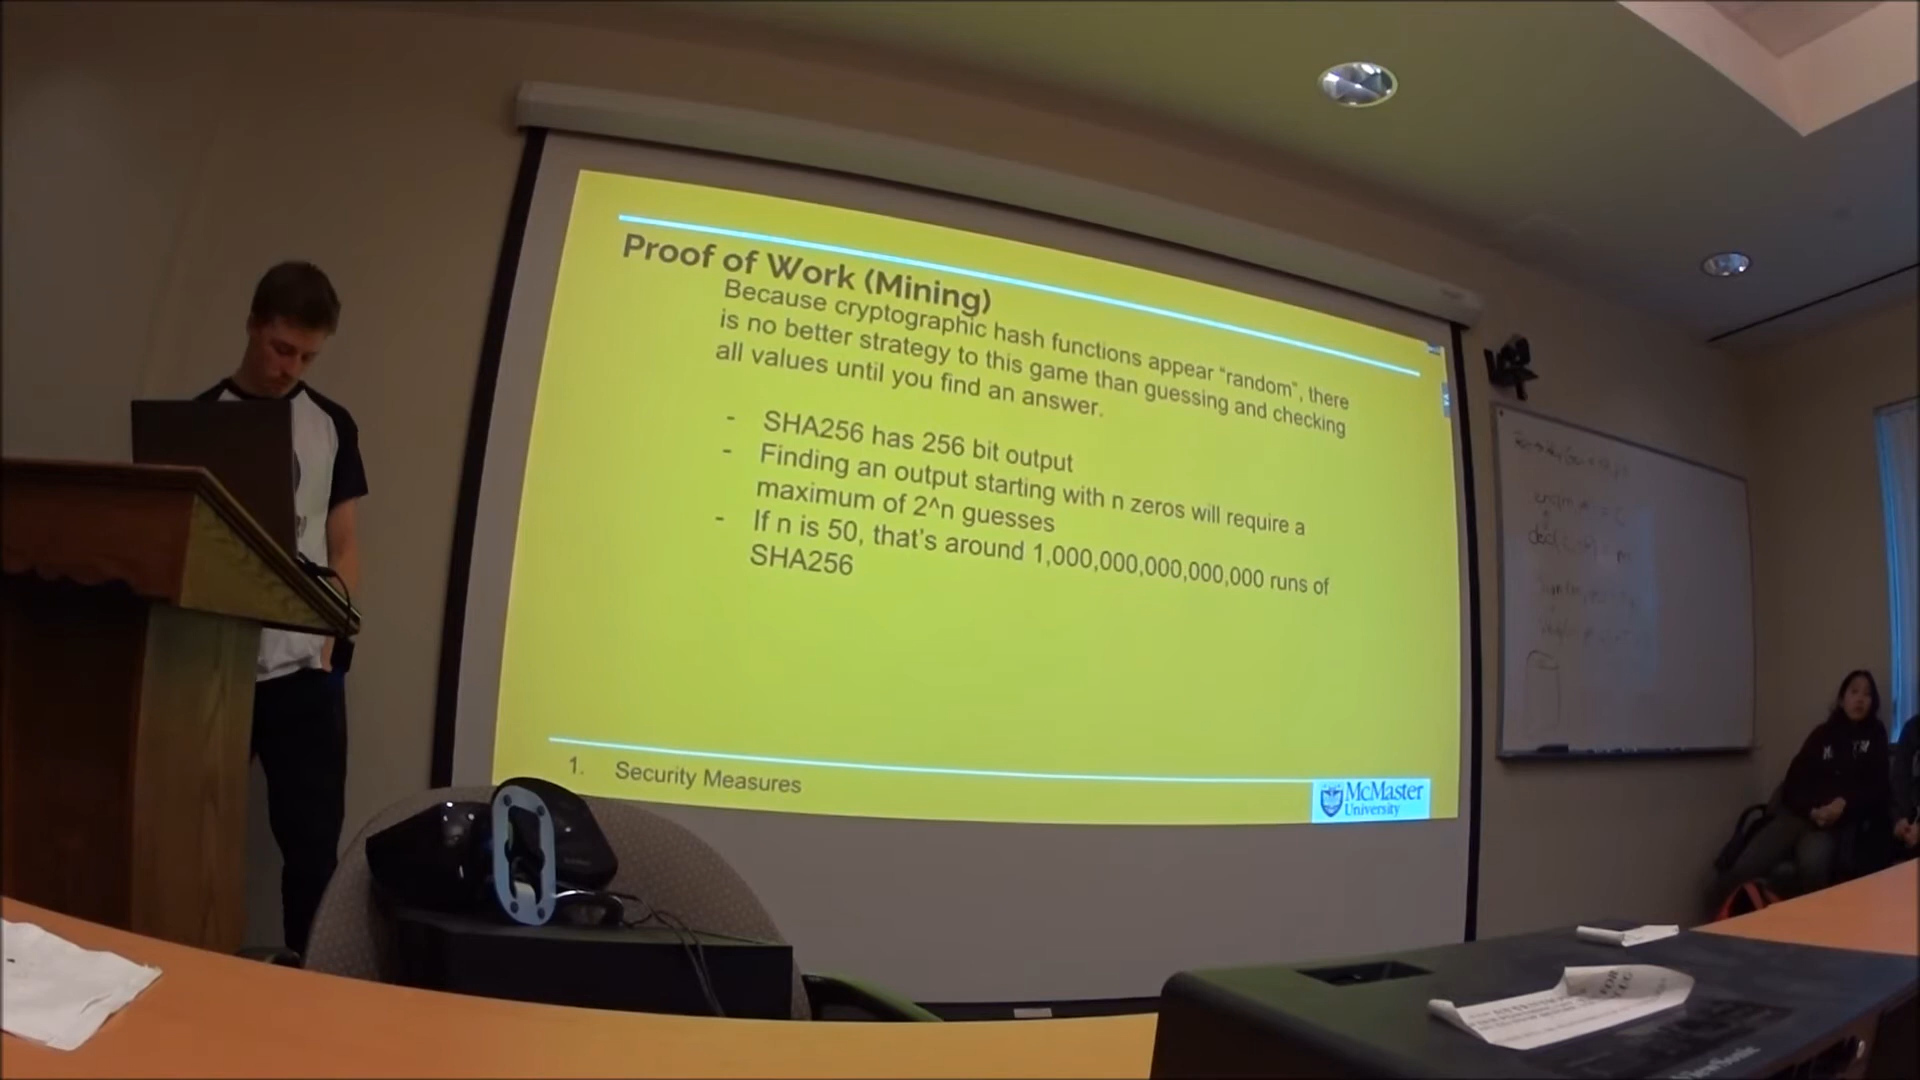 Proof of Work (Mining)
Because cryptographic hash functions appear “random”, there
is no better strategy to this game than guessing and checking
all values until you find an answer.
- SHA256 has 256 bit output
- Finding an output starting with n zeros will require a
maximum of 2^n guesses
- If n is 50, that's around 1,000,000,000,000,000 runs of
SHA256
1. Security Measures
McMaster
University
ViewSonic